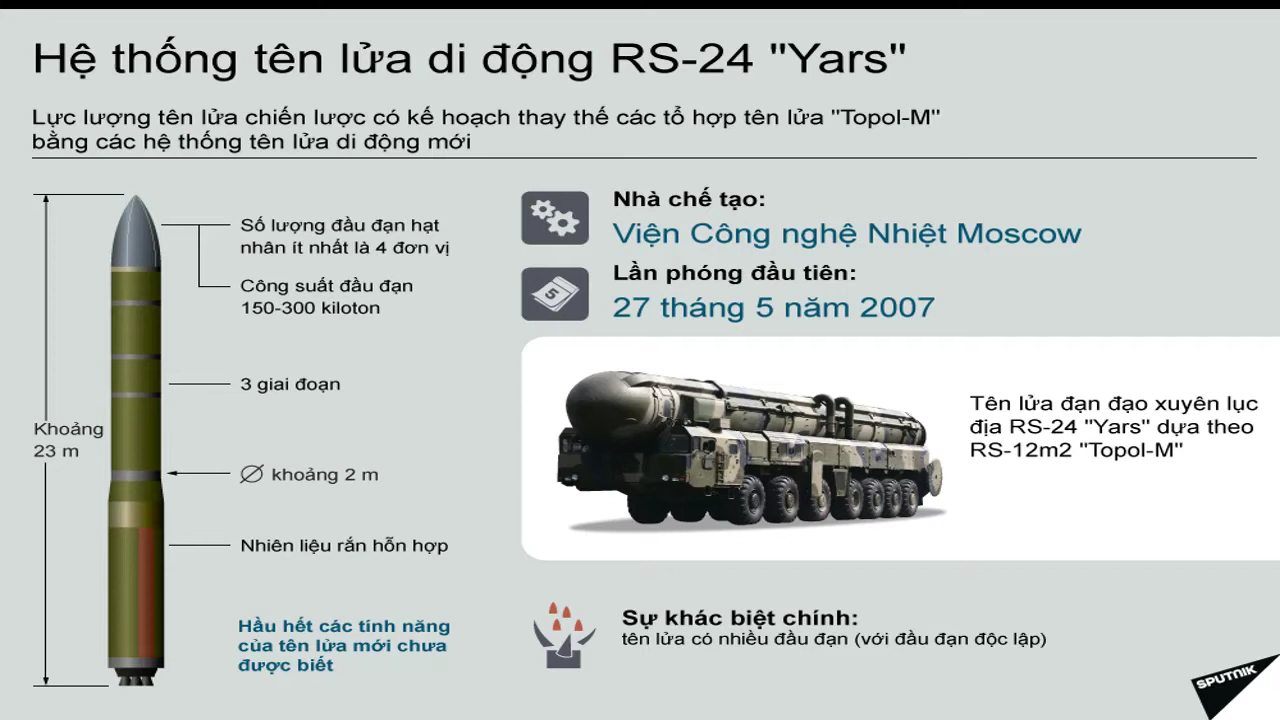 Hệ thống tên lửa di động RS-24 "Yars"
Lực lượng tên lửa chiến lược có kế hoạch thay thế các tổ hợp tên lửa "Topol-M"
bằng các hệ thống tên lửa di động mới
Số lượng đầu đạn hạt
nhân ít nhất là 4 đơn vị
Công suất đầu đạn
150-300 kiloton
3 giai đoạn
Khoảng
23 m
∅ khoảng 2 m
Nhiên liệu rắn hỗn hợp
Hầu hết các tính năng
của tên lửa mới chưa
được biết
Nhà chế tạo:
Viện Công nghệ Nhiệt Moscow
5
Lần phóng đầu tiên:
27 tháng 5 năm 2007
Tên lửa đạn đạo xuyên lục
địa RS-24 "Yars" dựa theo
RS-12m2 "Topol-M"
Sự khác biệt chính:
tên lửa có nhiều đầu đạn (với đầu đạn độc lập)
SPUTNIK